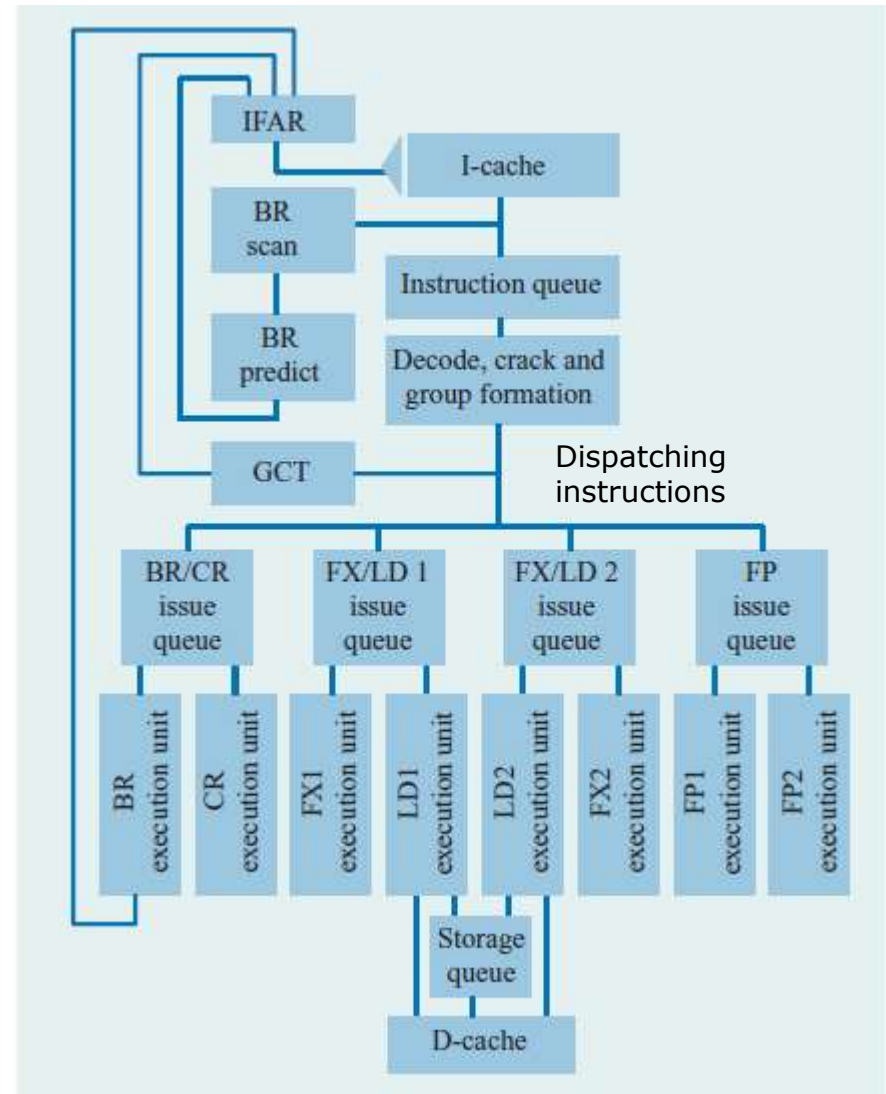 IFAR
I-cache
BR
scan
Instruction queue
BR
predict
Decode, crack and
group formation
GCT
Dispatching
instructions
BR/CR
issue
queue
FX/LD 1
issue
queue
FX/LD 2
issue
queue
FP
issue
queue
BR
execution unit
CR
execution unit
FX1
execution unit
LD1
execution unit
LD2
execution unit
FX2
execution unit
FP1
execution unit
FP2
execution unit
Storage
queue
D-cache